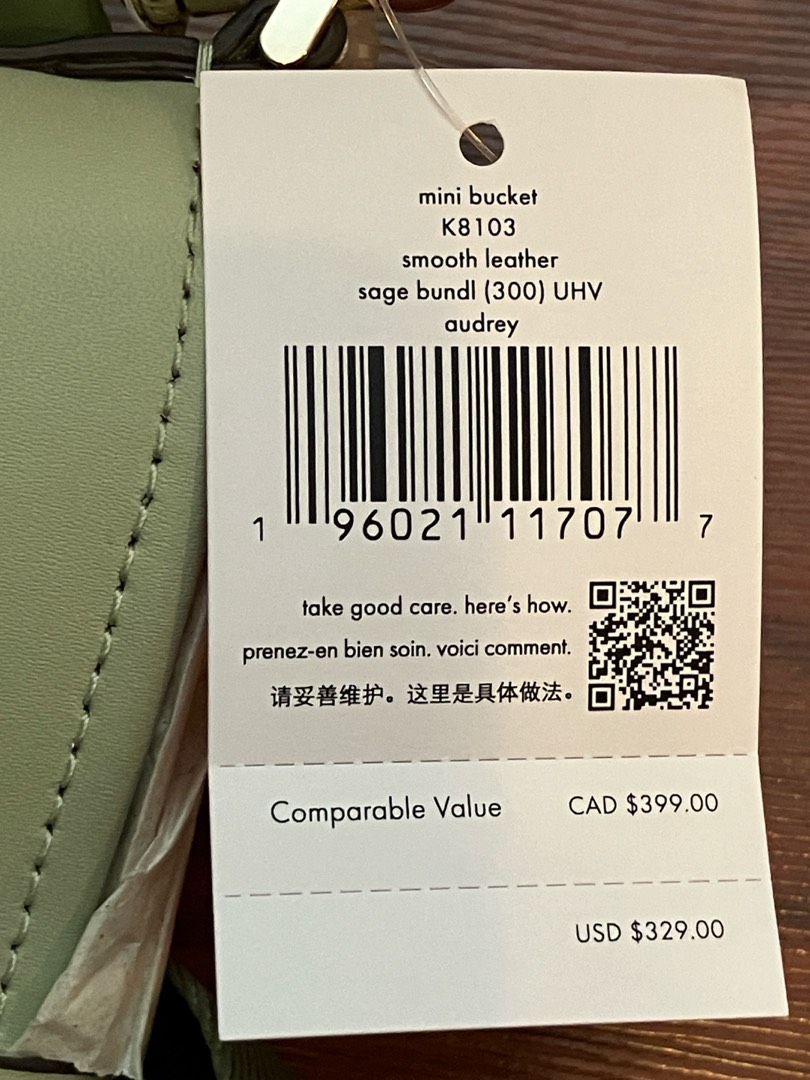 mini bucket
K8103
smooth leather
sage bundl (300) UHV
audrey
1 96021 11707 7
take good care. here's how.
prenez-en bien soin. voici comment.
请妥善维护。这里是具体做法。
Comparable Value CAD $399.00
USD $329.00